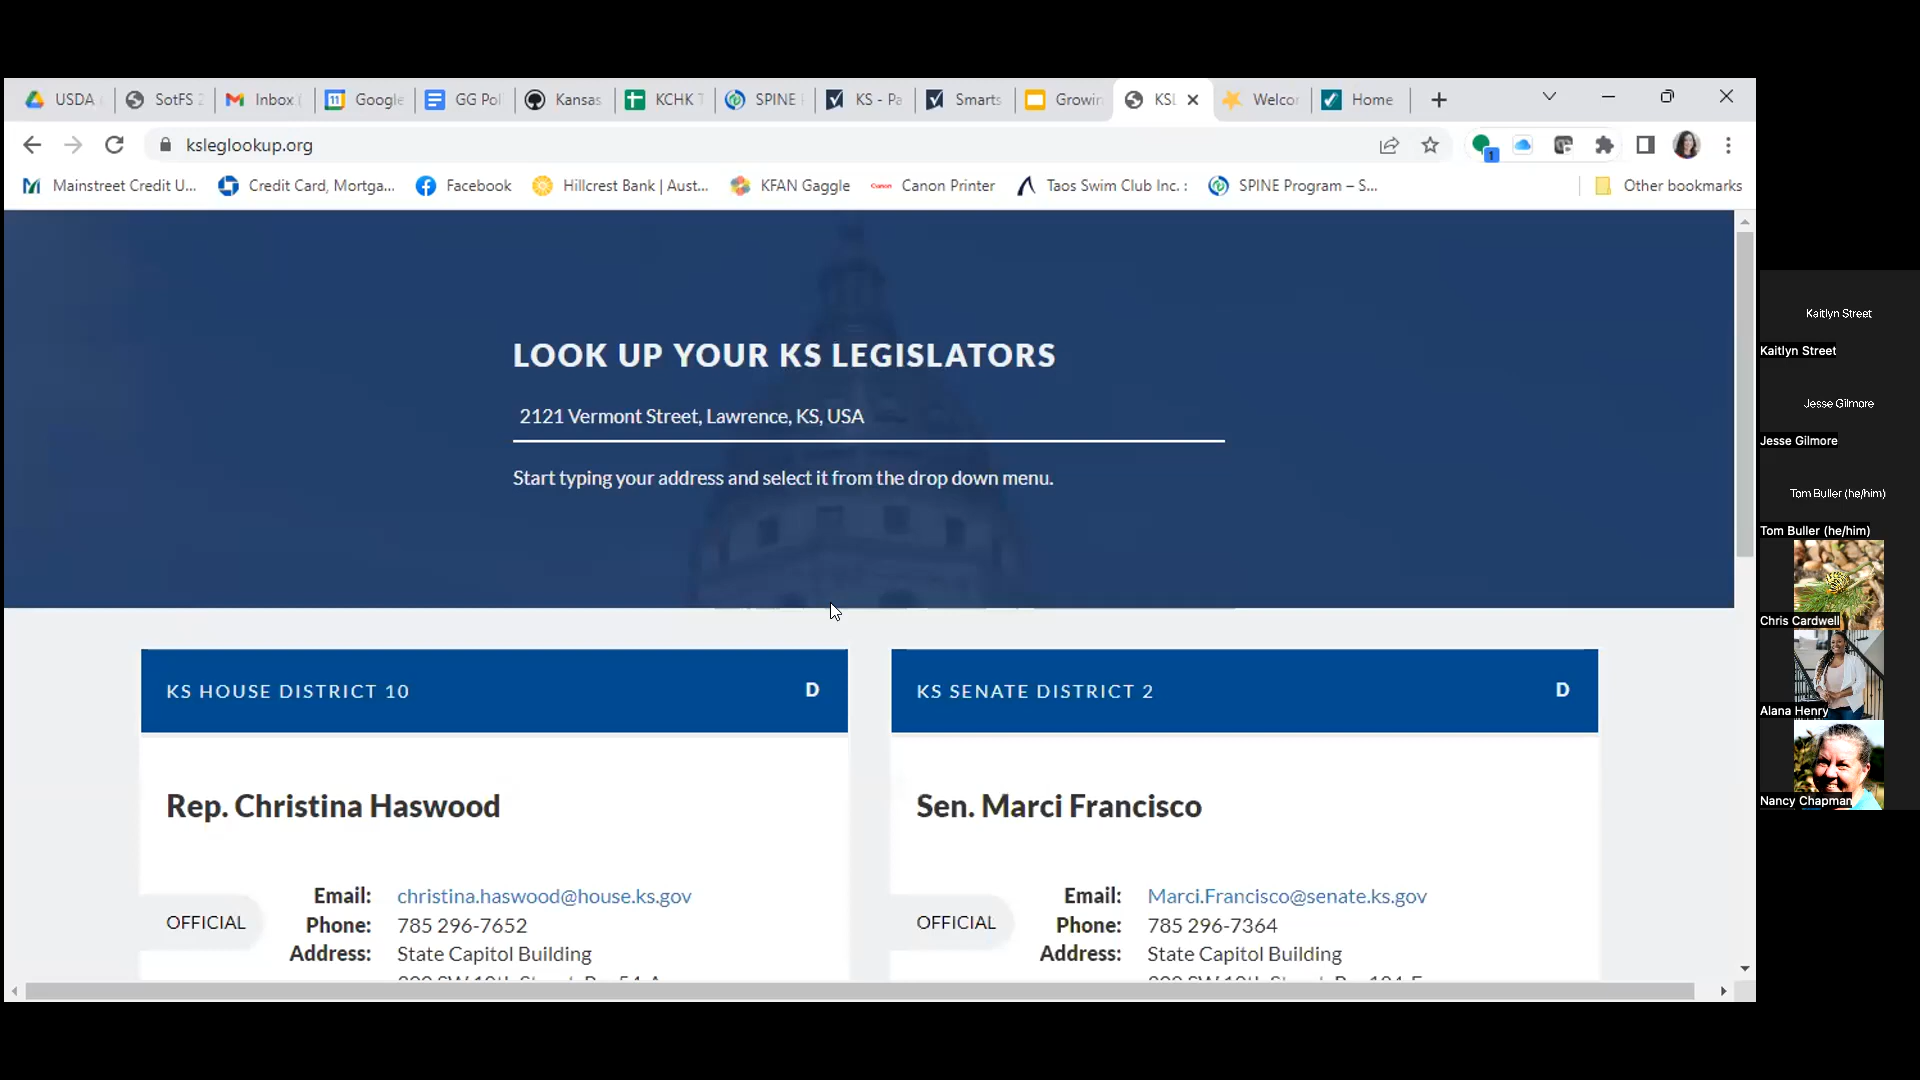 USDA
SotFS 2
Inbox (
Google
GG Pol
Kansas
KCHK T
SPINE
KS - Pa
Smarts
Growin
KSL
Welcor
Home
ksleglookup.org
1
Mainstreet Credit U...
Credit Card, Mortga...
Facebook
Hillcrest Bank | Aust...
KFAN Gaggle
Canon Printer
Taos Swim Club Inc. :
SPINE Program – S...
Other bookmarks
LOOK UP YOUR KS LEGISLATORS
2121 Vermont Street, Lawrence, KS, USA
Start typing your address and select it from the drop down menu.
KS HOUSE DISTRICT 10 D
Rep. Christina Haswood
OFFICIAL
Email: christina.haswood@house.ks.gov
Phone: 785 296-7652
Address: State Capitol Building
KS SENATE DISTRICT 2 D
Sen. Marci Francisco
OFFICIAL
Email: Marci.Francisco@senate.ks.gov
Phone: 785 296-7364
Address: State Capitol Building
Kaitlyn Street
Kaitlyn Street
Jesse Gilmore
Jesse Gilmore
Tom Buller (he/him)
Tom Buller (he/him)
Chris Cardwell
Alana Henry
Nancy Chapman